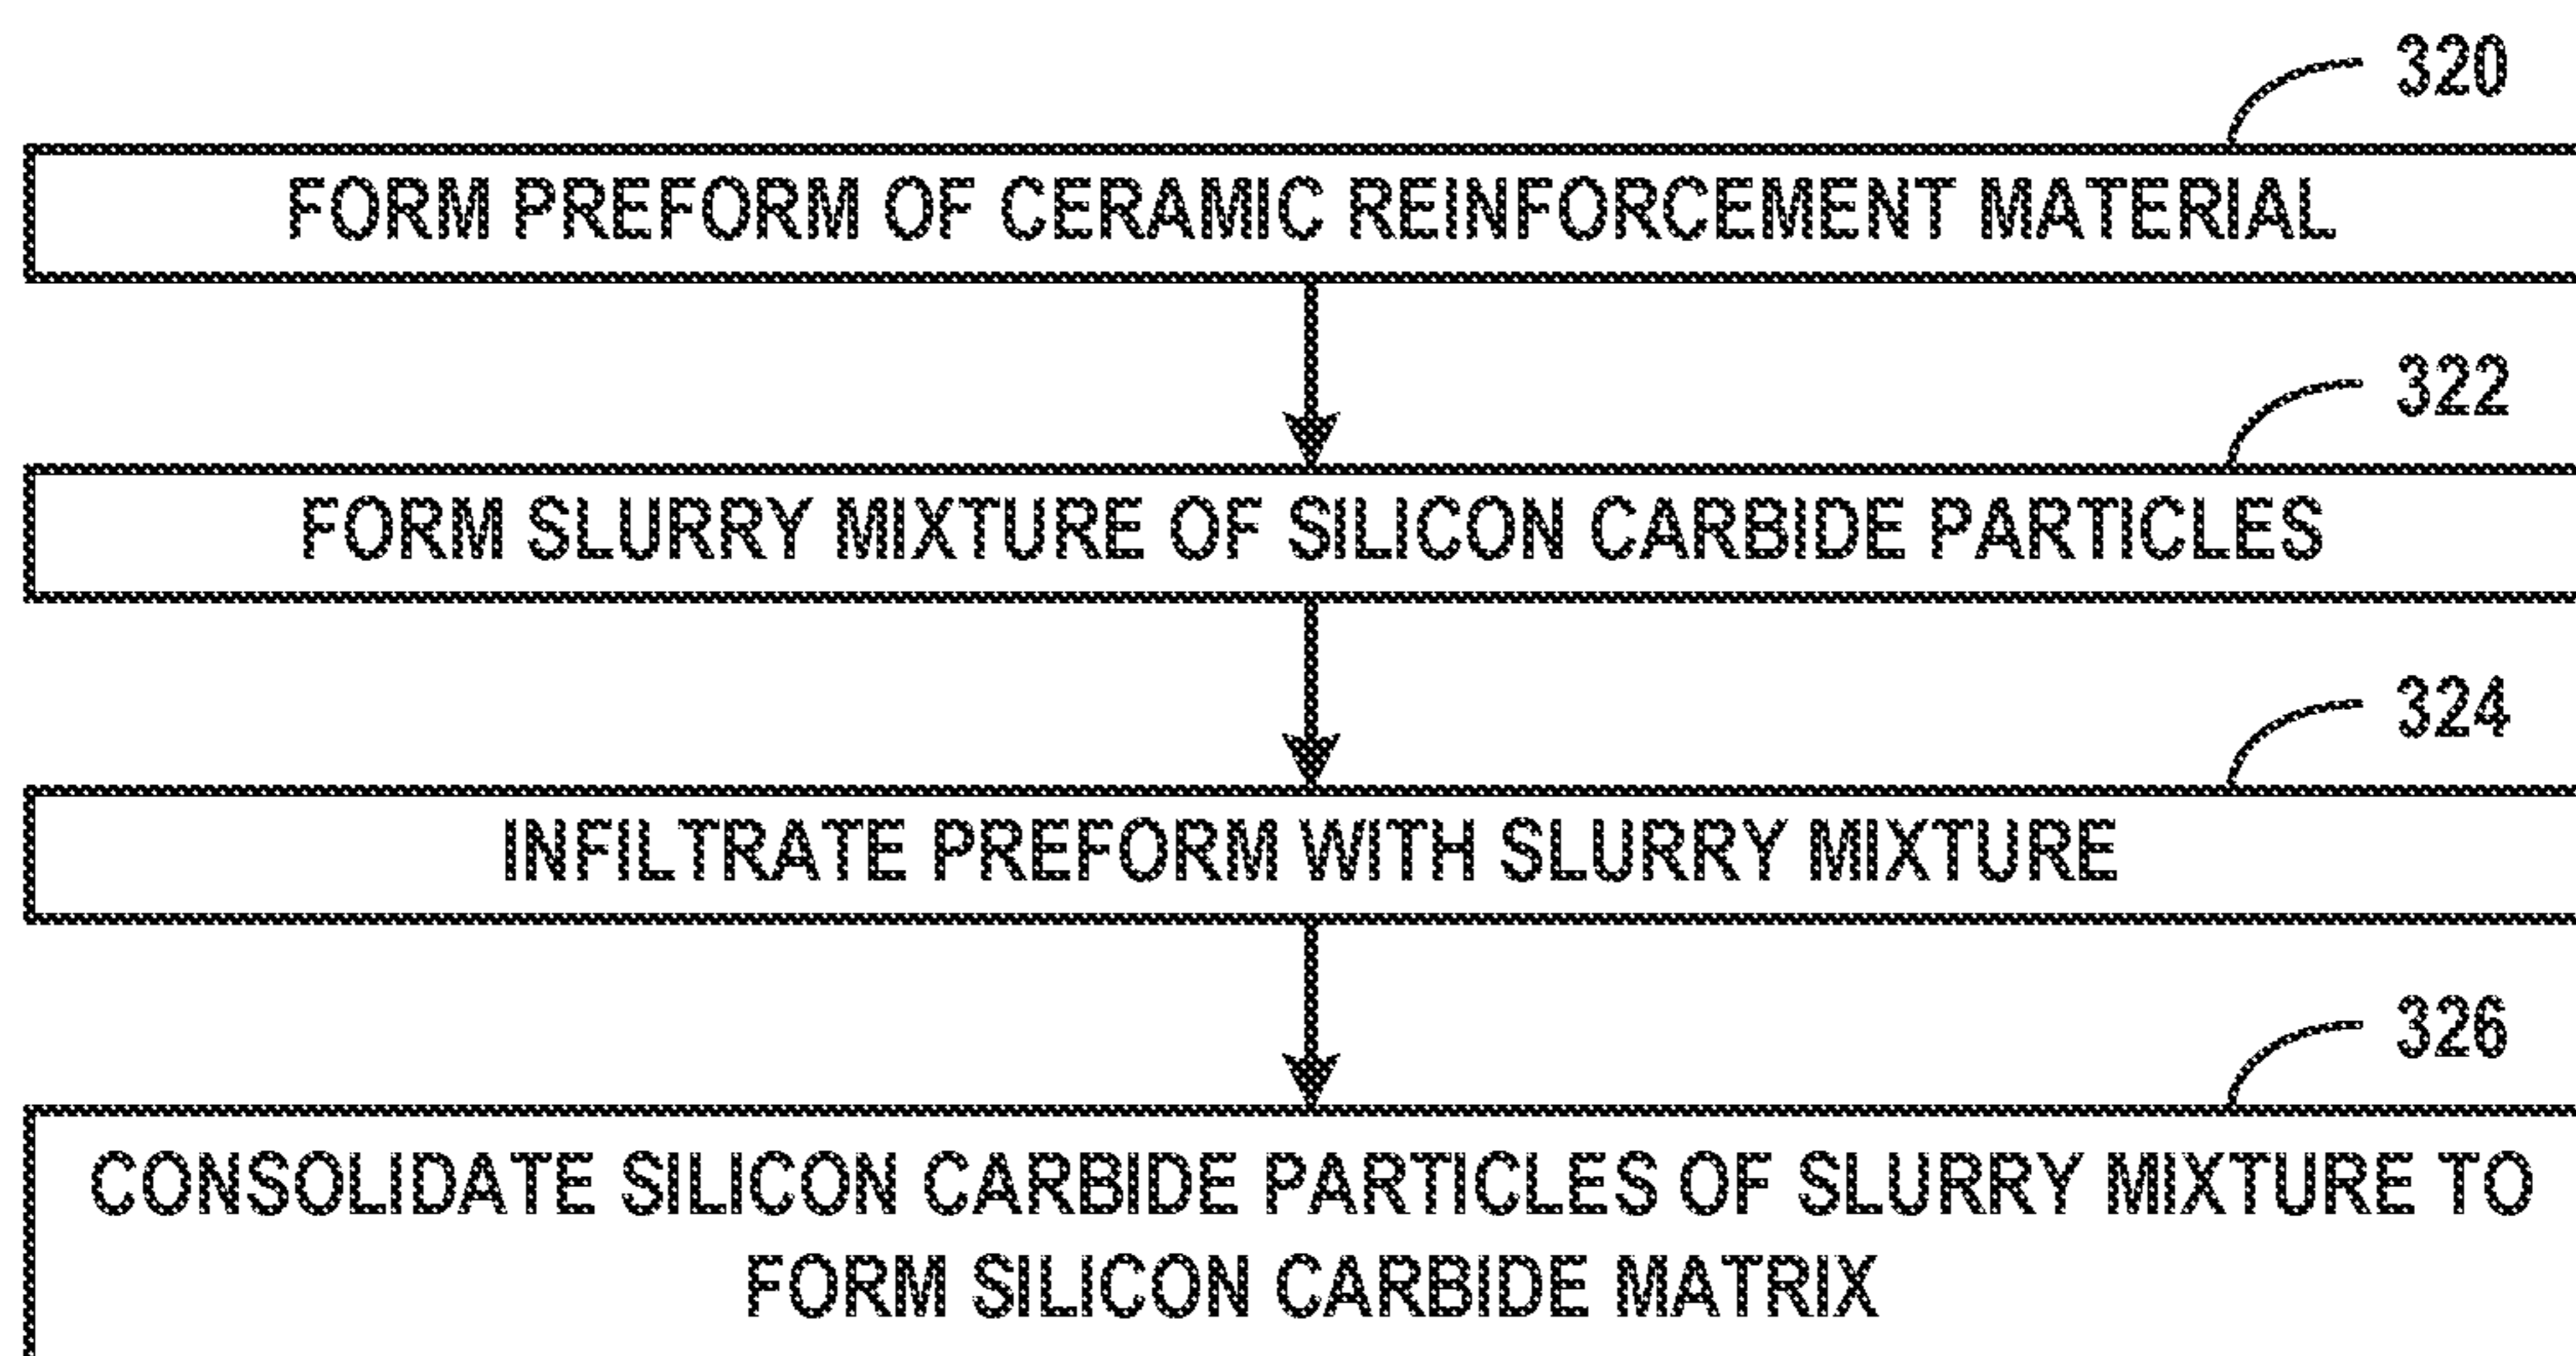 320
FORM PREFORM OF CERAMIC REINFORCEMENT MATERIAL
322
FORM SLURRY MIXTURE OF SILICON CARBIDE PARTICLES
324
INFILTRATE PREFORM WITH SLURRY MIXTURE
326
CONSOLIDATE SILICON CARBIDE PARTICLES OF SLURRY MIXTURE TO
FORM SILICON CARBIDE MATRIX